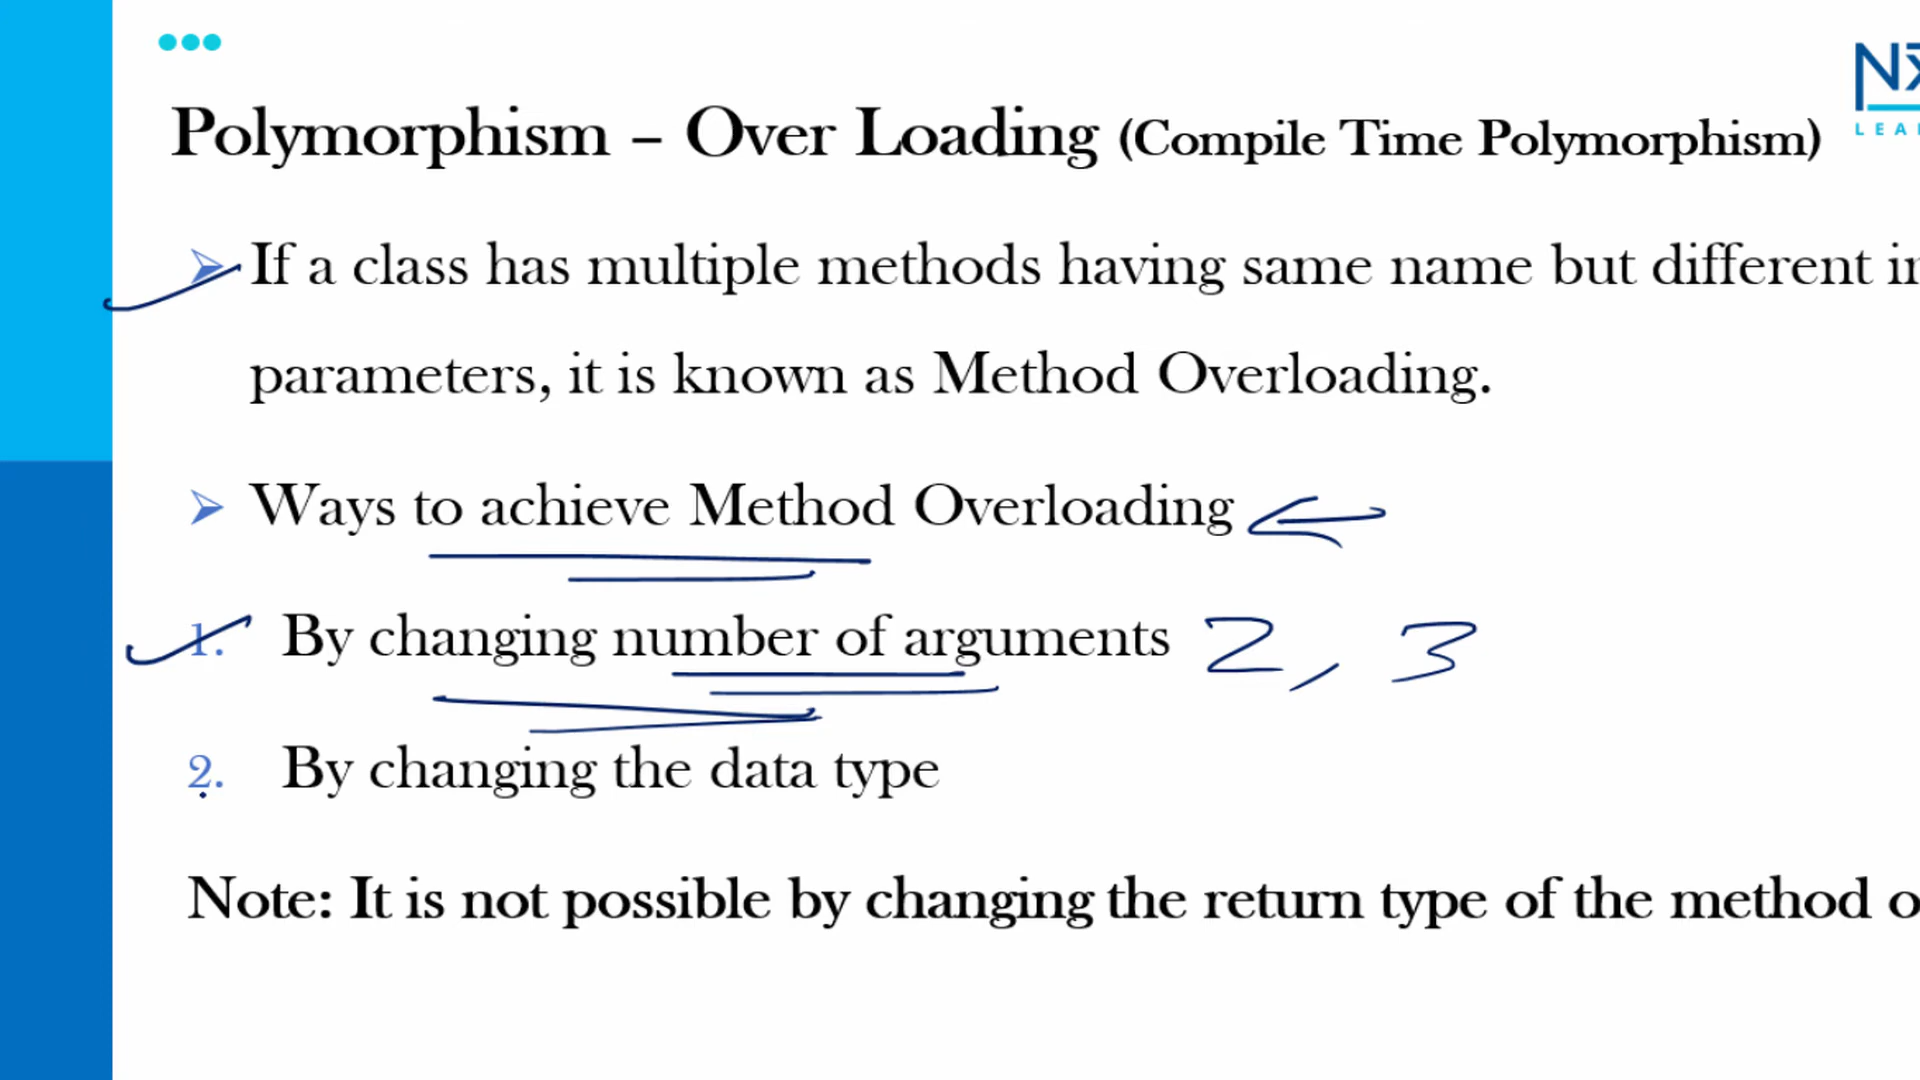 Polymorphism – Over Loading (Compile Time Polymorphism)
LEA
➤ If a class has multiple methods having same name but different
parameters, it is known as Method Overloading.
➤ Ways to achieve Method Overloading
1. By changing number of arguments 2, 3
2. By changing the data type
Note: It is not possible by changing the return type of the method